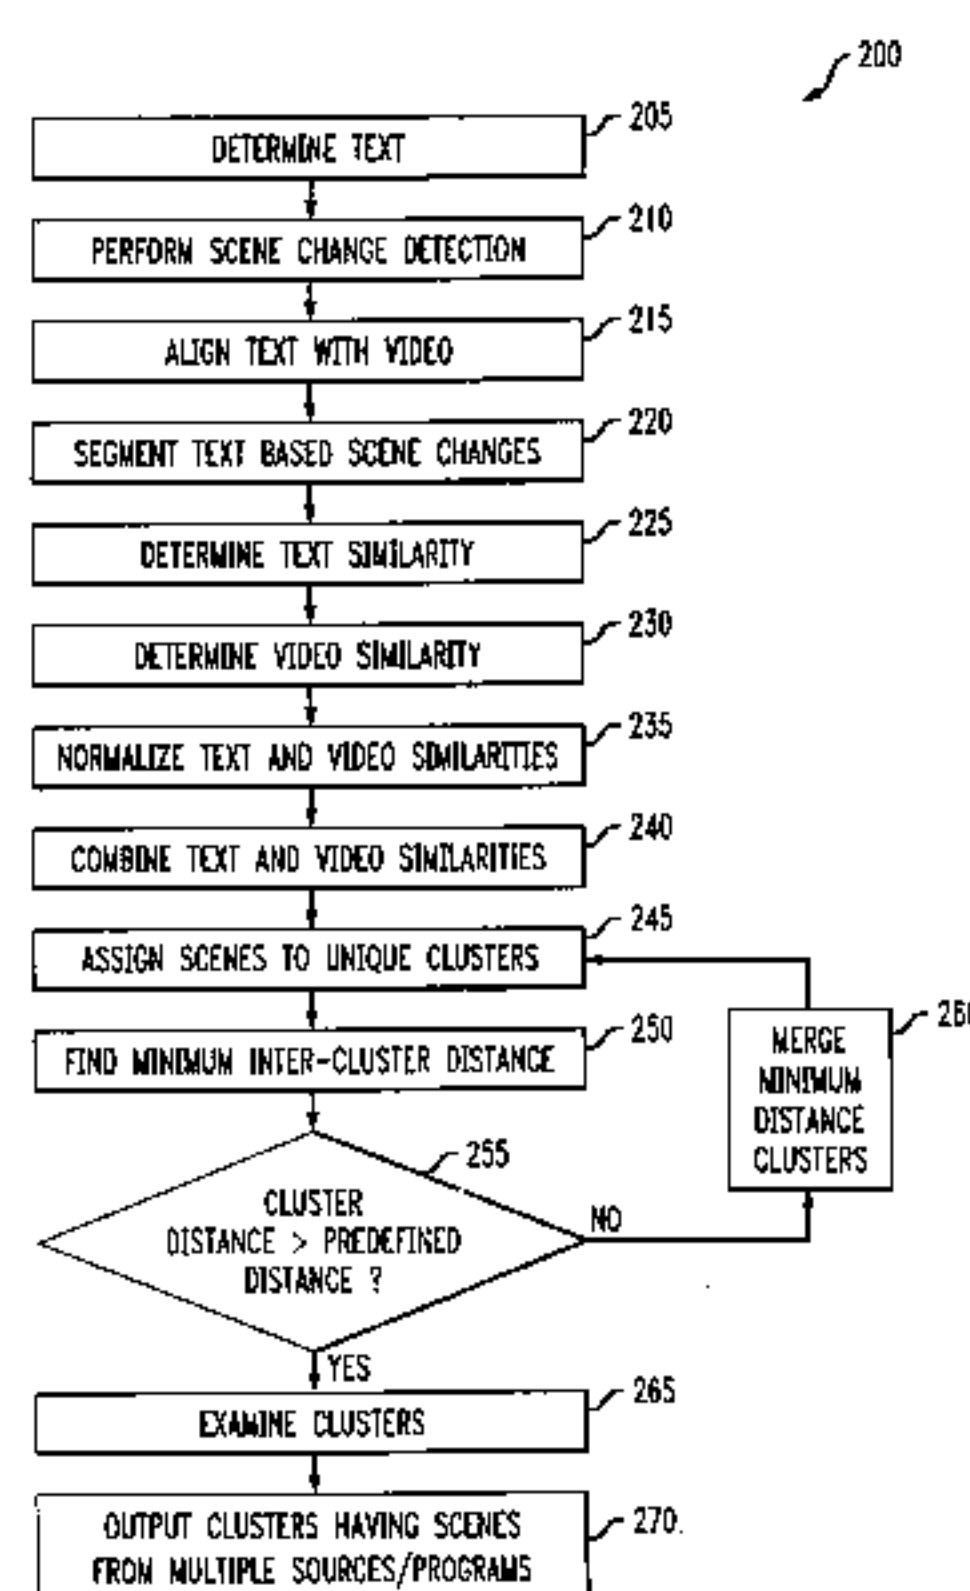 200
DETERMINE TEXT
205
PERFORM SCENE CHANGE DETECTION
210
ALIGN TEXT WITH VIDEO
215
SEGMENT TEXT BASED SCENE CHANGES
220
DETERMINE TEXT SIMILARITY
225
DETERMINE VIDEO SIMILARITY
230
NORMALIZE TEXT AND VIDEO SIMILARITIES
235
COMBINE TEXT AND VIDEO SIMILARITIES
240
ASSIGN SCENES TO UNIQUE CLUSTERS
245
FIND MINIMUM INTER-CLUSTER DISTANCE
250
MERGE
MINIMUM
DISTANCE
CLUSTERS
255
CLUSTER
DISTANCE > PREDEFINED
DISTANCE ?
NO
YES
EXAMINE CLUSTERS
265
OUTPUT CLUSTERS HAVING SCENES
FROM MULTIPLE SOURCES/PROGRAMS
270